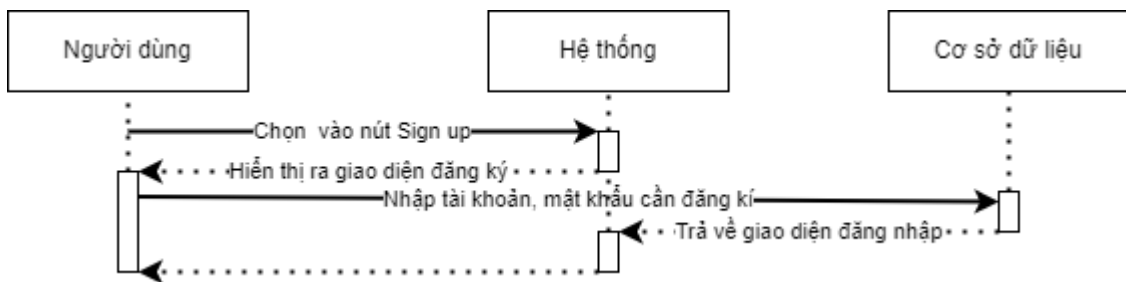 Người dùng
Hệ thống
Cơ sở dữ liệu
Chọn vào nút Sign up
Hiển thị ra giao diện đăng ký
Nhập tài khoản, mật khẩu cần đăng kí
Trả về giao diện đăng nhập